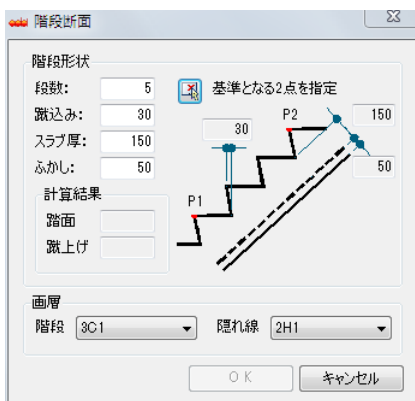 階段断面
階段形状
段数: 5
基準となる2点を指定
蹴込み: 30
スラブ厚: 150
ふかし: 50
計算結果
踏面
蹴上げ
P2
150
30
50
P1
画層
階段 3C1
隠れ線 2H1
OK
キャンセル